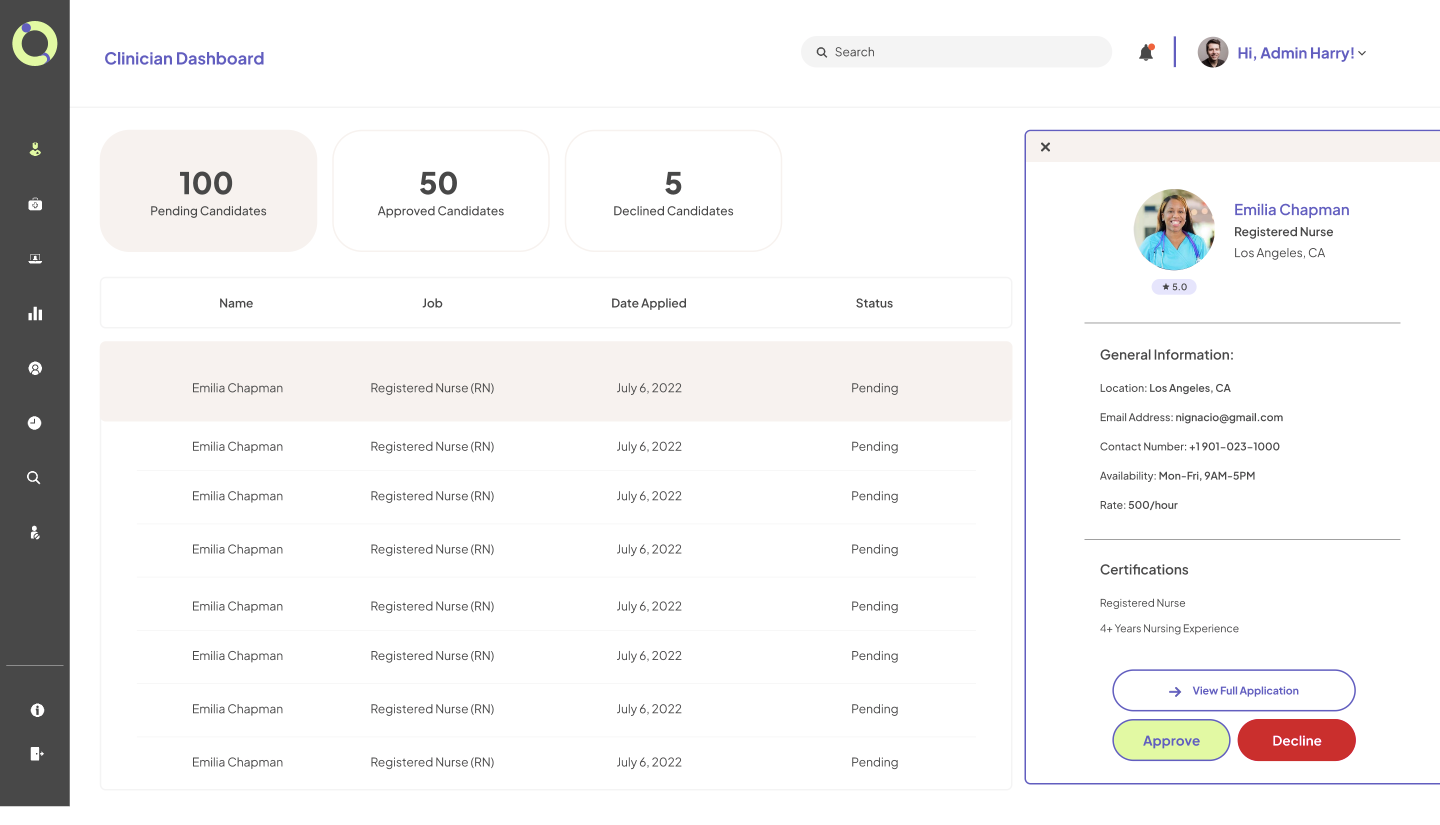 Clinician Dashboard
Search
Hi, Admin Harry!
100
Pending Candidates
50
Approved Candidates
5
Declined Candidates
Name Job Date Applied Status
Emilia Chapman Registered Nurse (RN) July 6, 2022 Pending
Emilia Chapman Registered Nurse (RN) July 6, 2022 Pending
Emilia Chapman Registered Nurse (RN) July 6, 2022 Pending
Emilia Chapman Registered Nurse (RN) July 6, 2022 Pending
Emilia Chapman Registered Nurse (RN) July 6, 2022 Pending
Emilia Chapman Registered Nurse (RN) July 6, 2022 Pending
Emilia Chapman Registered Nurse (RN) July 6, 2022 Pending
Emilia Chapman Registered Nurse (RN) July 6, 2022 Pending
Emilia Chapman
Registered Nurse
Los Angeles, CA
★ 5.0
General Information:
Location: Los Angeles, CA
Email Address: nignacio@gmail.com
Contact Number: +1 901-023-1000
Availability: Mon-Fri, 9AM-5PM
Rate: 500/hour
Certifications
Registered Nurse
4+ Years Nursing Experience
View Full Application
Approve
Decline